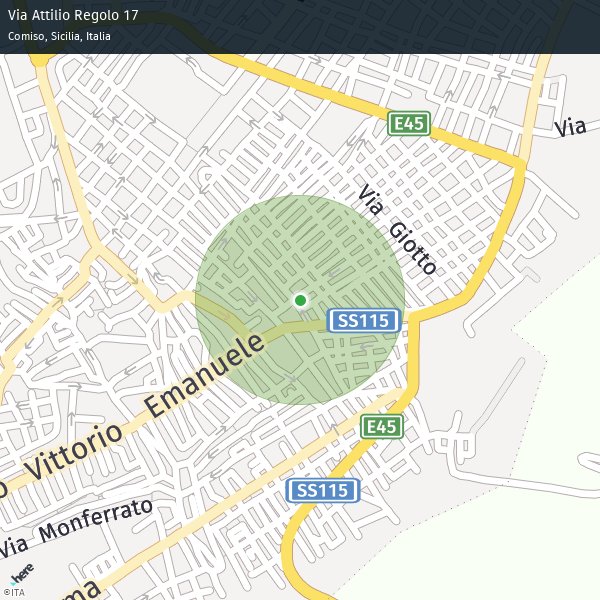 Via Attilio Regolo 17
Comiso, Sicilia, Italia
E45
Via
Via Giotto
SS115
Vittorio Emanuele
E45
SS115
Via Monferrato
here
©ITA